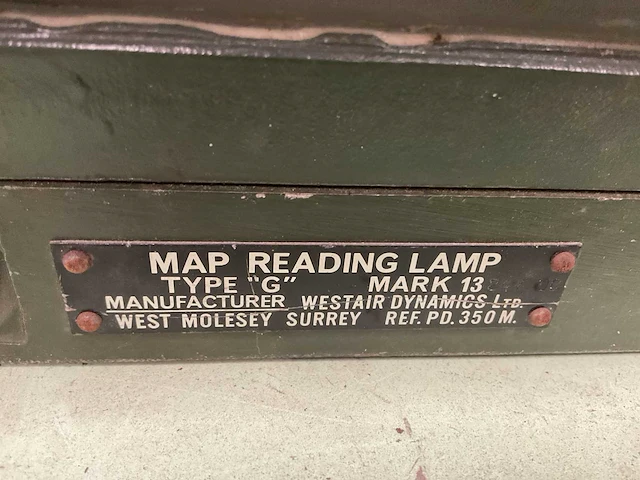 MAP READING LAMP
TYPE "G" MARK 13
MANUFACTURER WESTAIR DYNAMICS LTD.
WEST MOLESEY SURREY REF. PD. 350 M.